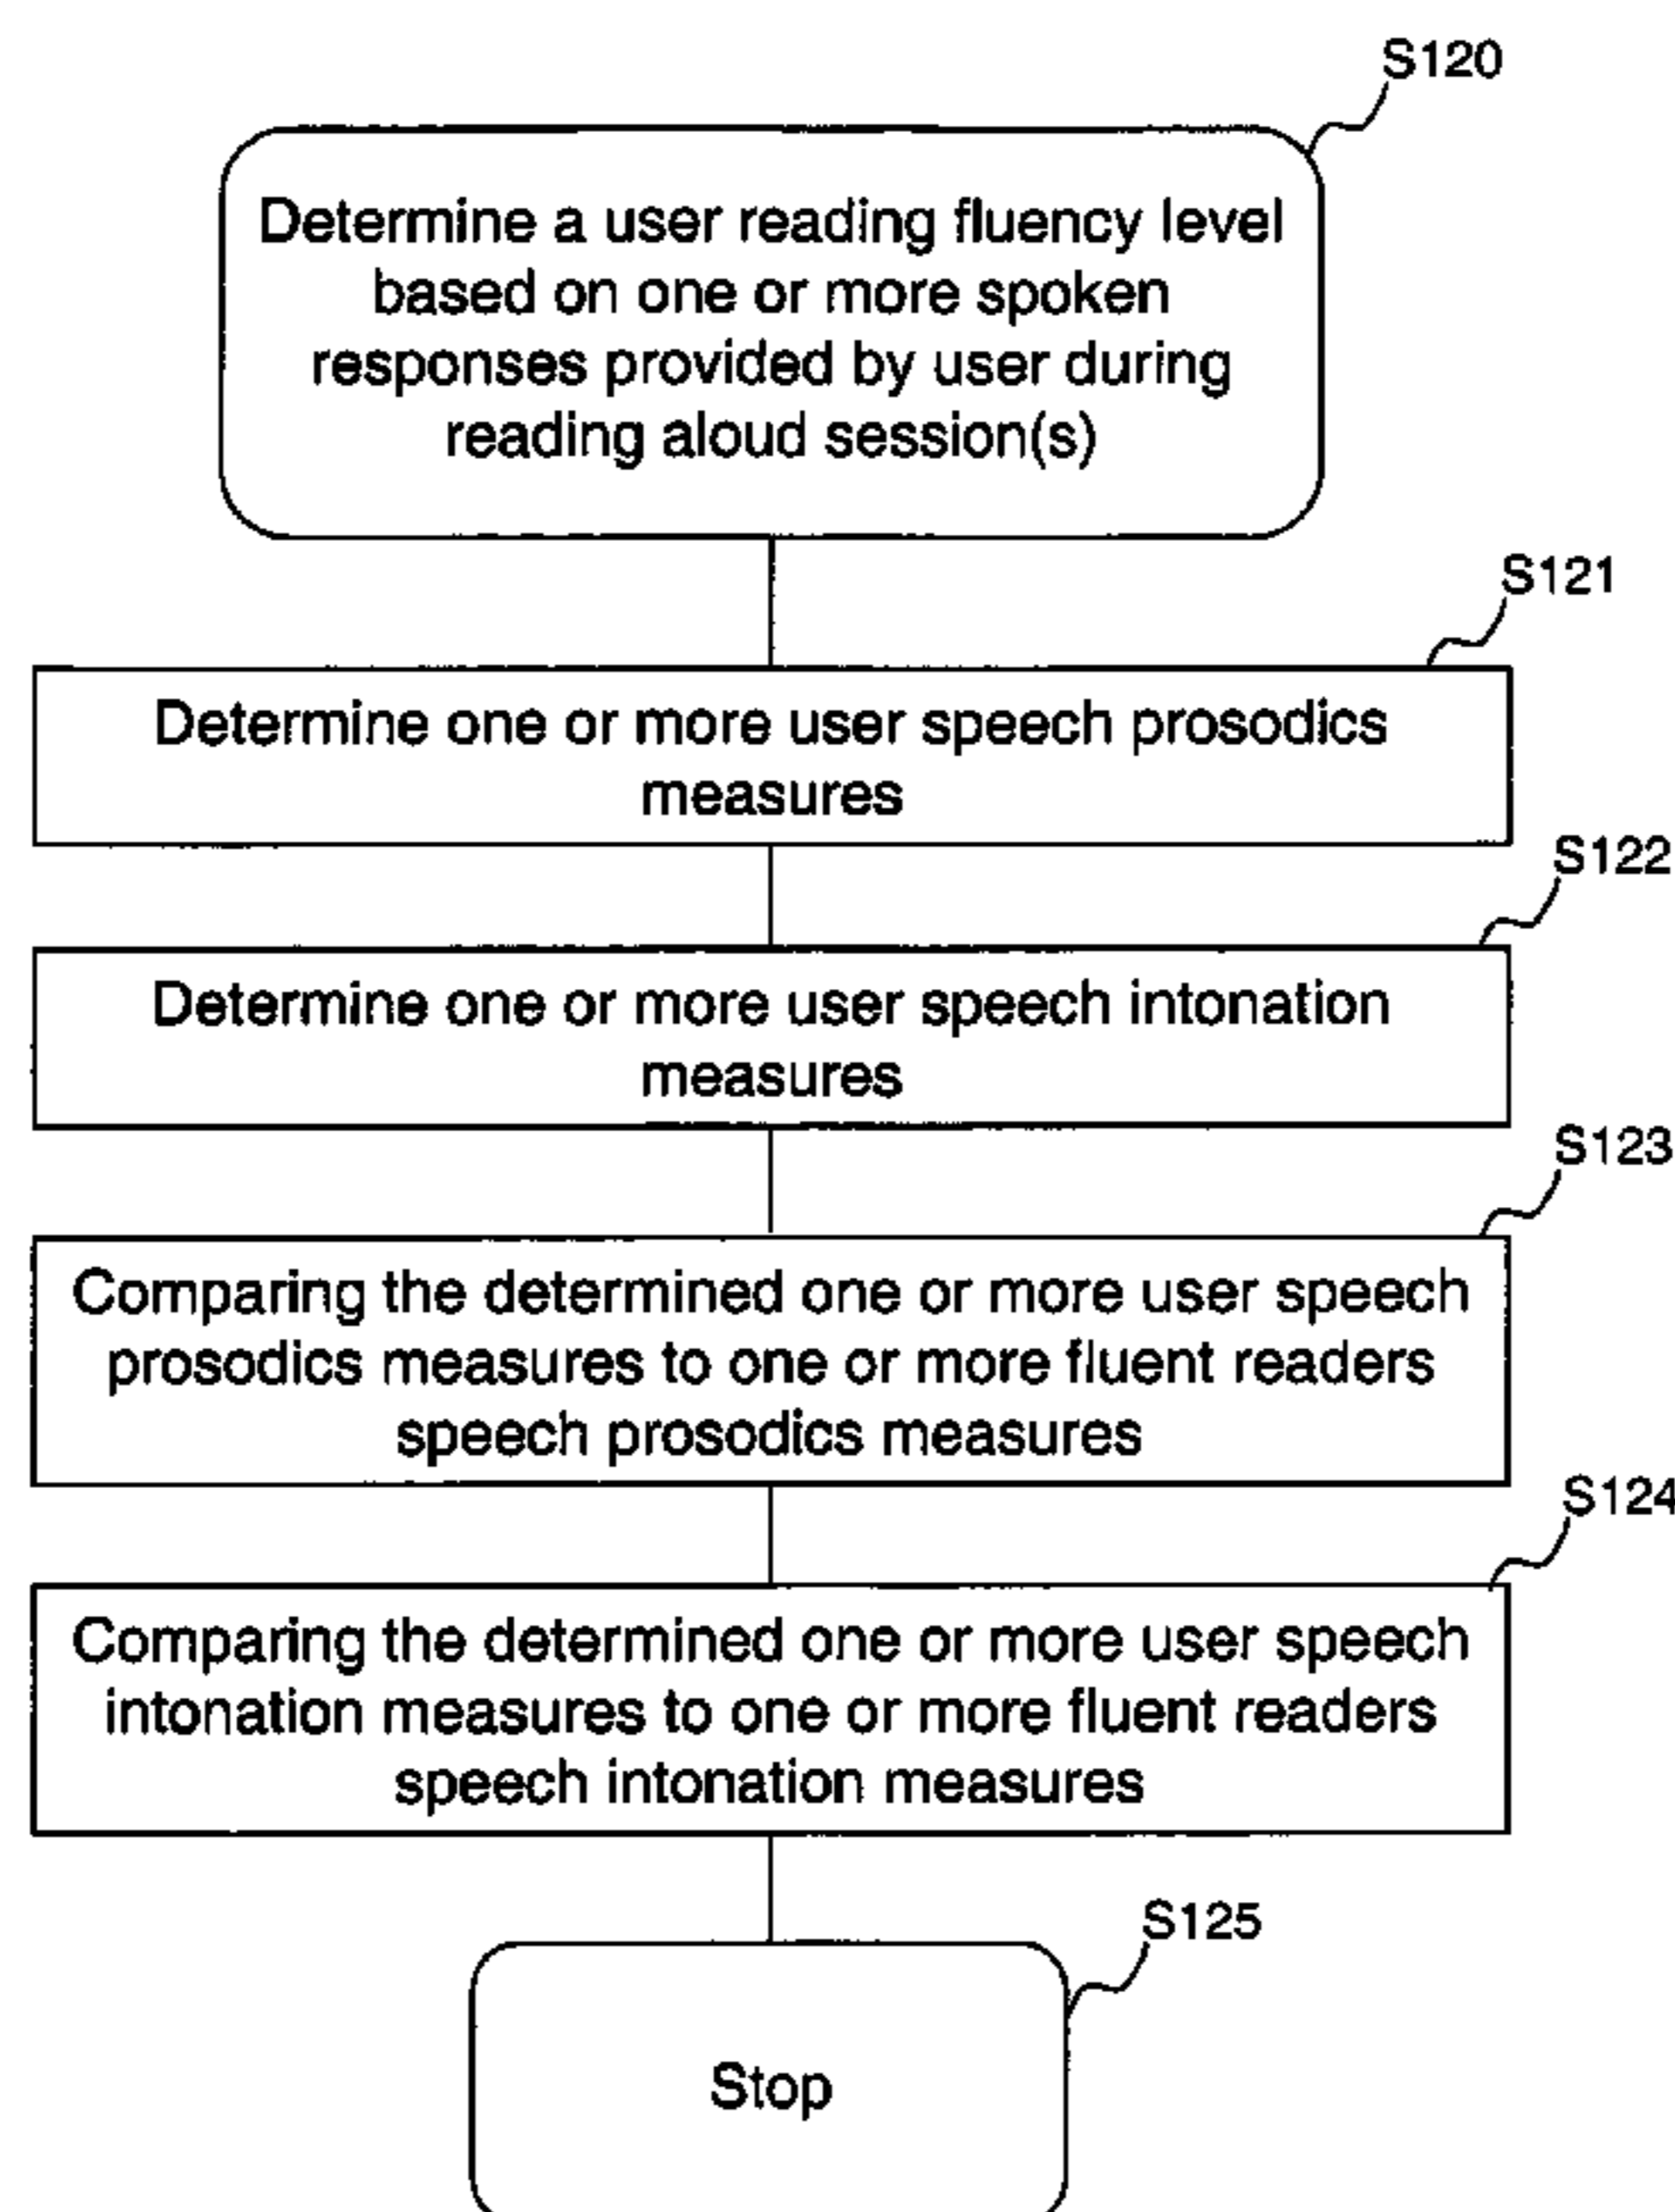 S120
Determine a user reading fluency level
based on one or more spoken
responses provided by user during
reading aloud session(s)
S121
Determine one or more user speech prosodics
measures
S122
Determine one or more user speech intonation
measures
S123
Comparing the determined one or more user speech
prosodics measures to one or more fluent readers
speech prosodics measures
S124
Comparing the determined one or more user speech
intonation measures to one or more fluent readers
speech intonation measures
S125
Stop